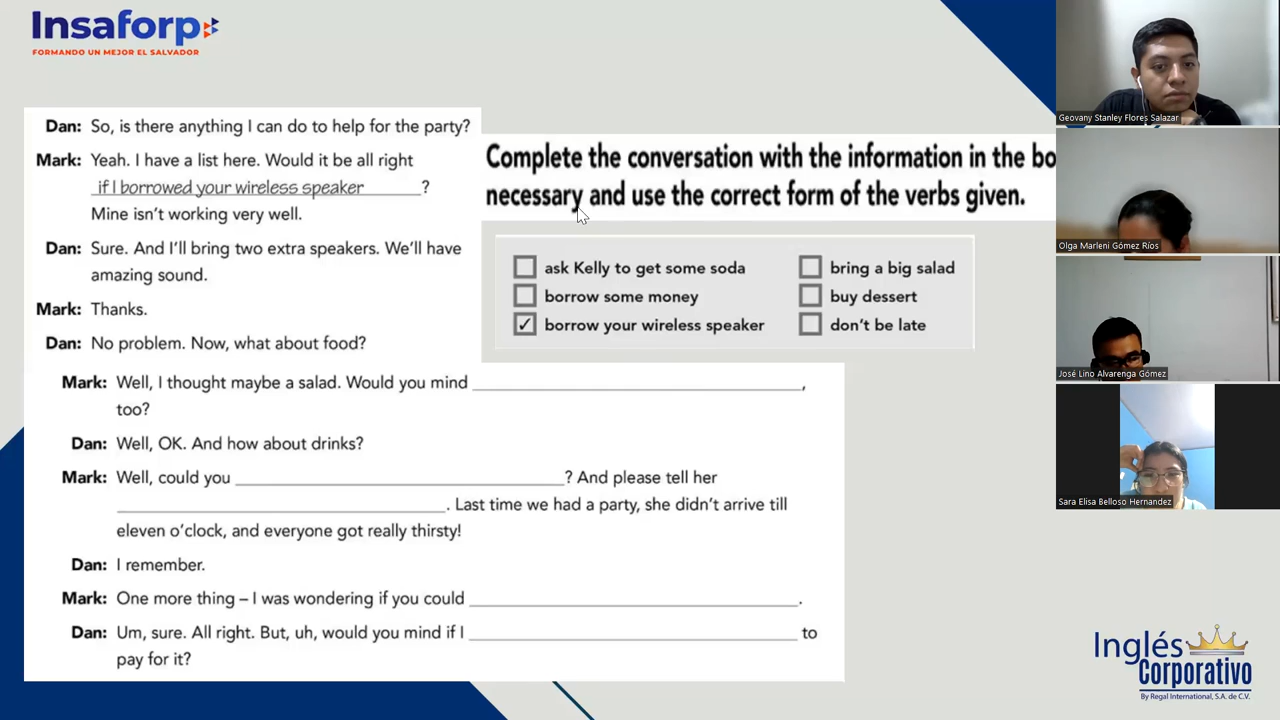 Insaforp
FORMANDO UN MEJOR EL SALVADOR
Dan: So, is there anything I can do to help for the party?
Mark: Yeah. I have a list here. Would it be all right
if I borrowed your wireless speaker ?
Mine isn't working very well.
Dan: Sure. And I'll bring two extra speakers. We'll have
amazing sound.
Mark: Thanks.
Dan: No problem. Now, what about food?
Mark: Well, I thought maybe a salad. Would you mind ,
too?
Dan: Well, OK. And how about drinks?
Mark: Well, could you ? And please tell her
. Last time we had a party, she didn't arrive till
eleven o'clock, and everyone got really thirsty!
Dan: I remember.
Mark: One more thing – I was wondering if you could .
Dan: Um, sure. All right. But, uh, would you mind if I to
pay for it?
Complete the conversation with the information in the bo
necessary and use the correct form of the verbs given.
ask Kelly to get some soda
borrow some money
✓ borrow your wireless speaker
bring a big salad
buy dessert
don't be late
Geovany Stanley Flores Salazar
Olga Marleni Gómez Ríos
José Lino Alvarenga Gómez
Sara Elisa Belloso Hernandez
Inglés
Corporativo
By Regal International, S.A. de C.V.